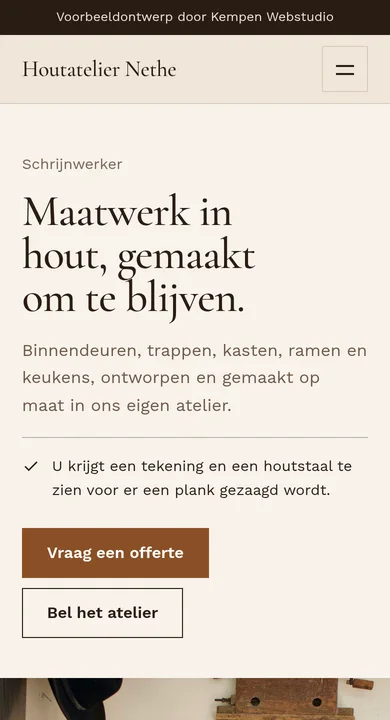 Voorbeeldontwerp door Kempen Webstudio
Houtatelier Nethe
Schrijnwerker
Maatwerk in
hout, gemaakt
om te blijven.
Binnendeuren, trappen, kasten, ramen en
keukens, ontworpen en gemaakt op
maat in ons eigen atelier.
U krijgt een tekening en een houtstaal te
zien voor er een plank gezaagd wordt.
Vraag een offerte
Bel het atelier